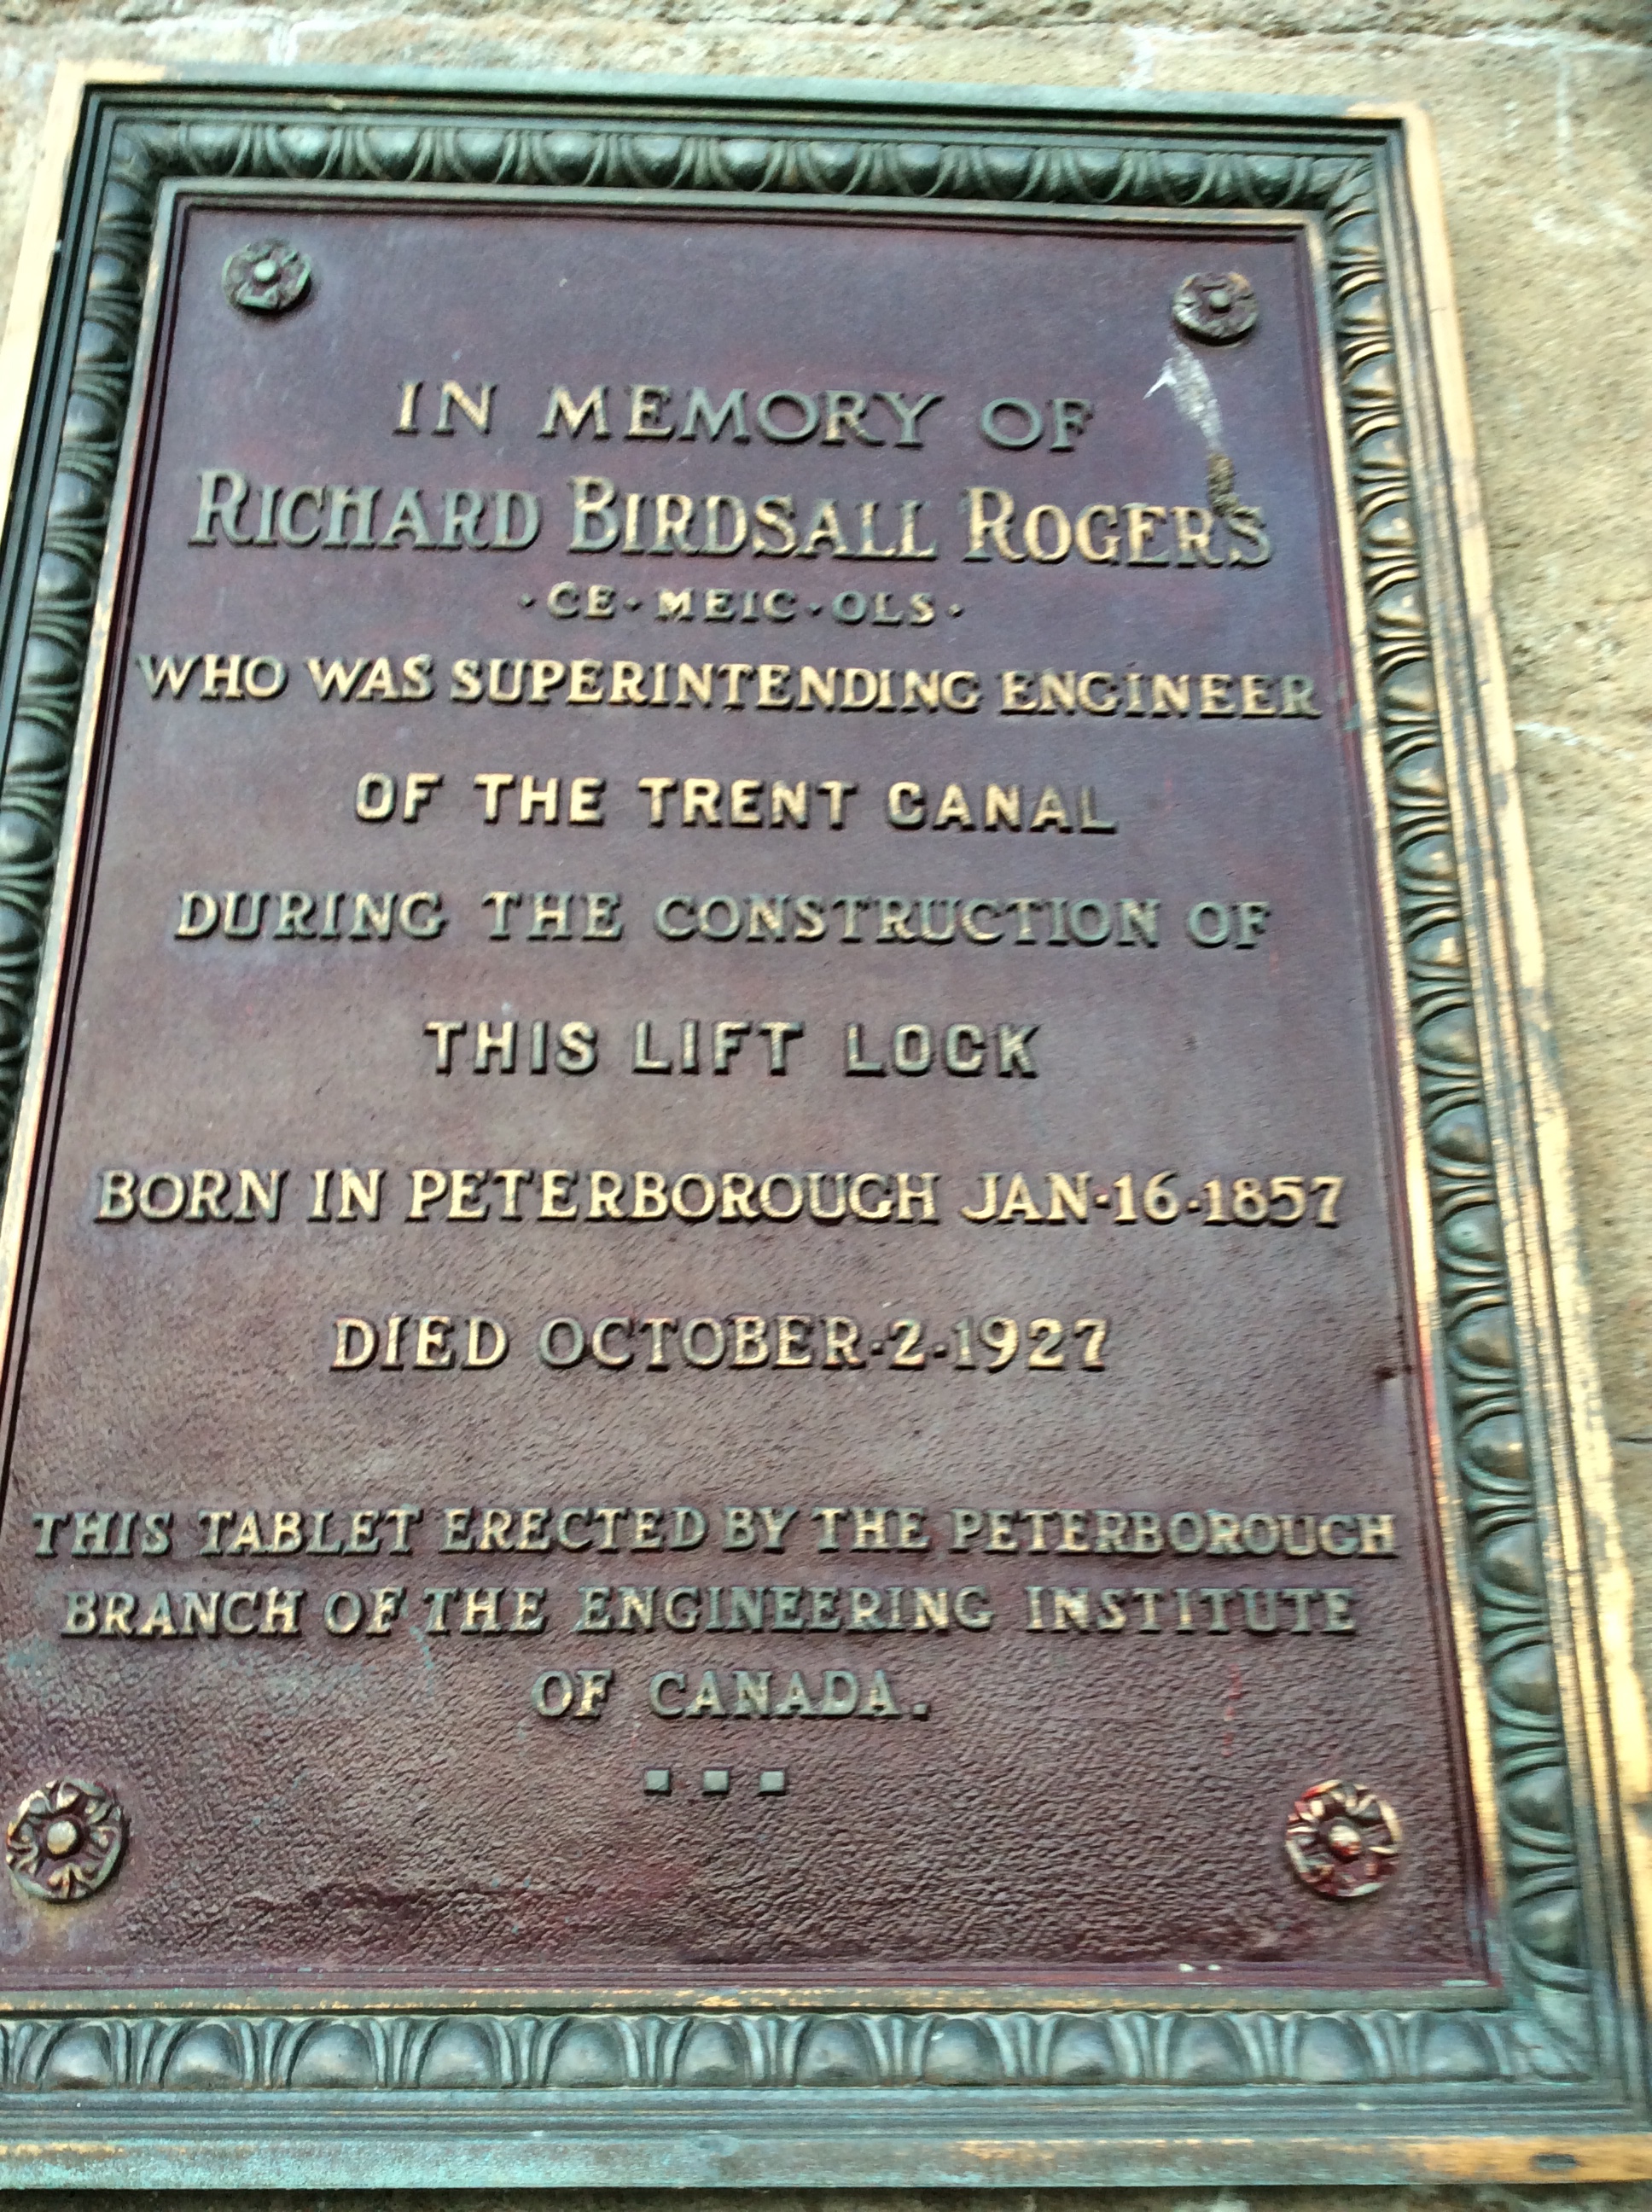 IN MEMORY OF
RICHARD BIRDSALL ROGERS
·CE·MEIC·OLS·
WHO WAS SUPERINTENDING ENGINEER
OF THE TRENT CANAL
DURING THE CONSTRUCTION OF
THIS LIFT LOCK
BORN IN PETERBOROUGH JAN·16·1857
DIED OCTOBER·2·1927
THIS TABLET ERECTED BY THE PETERBOROUGH
BRANCH OF THE ENGINEERING INSTITUTE
OF CANADA.